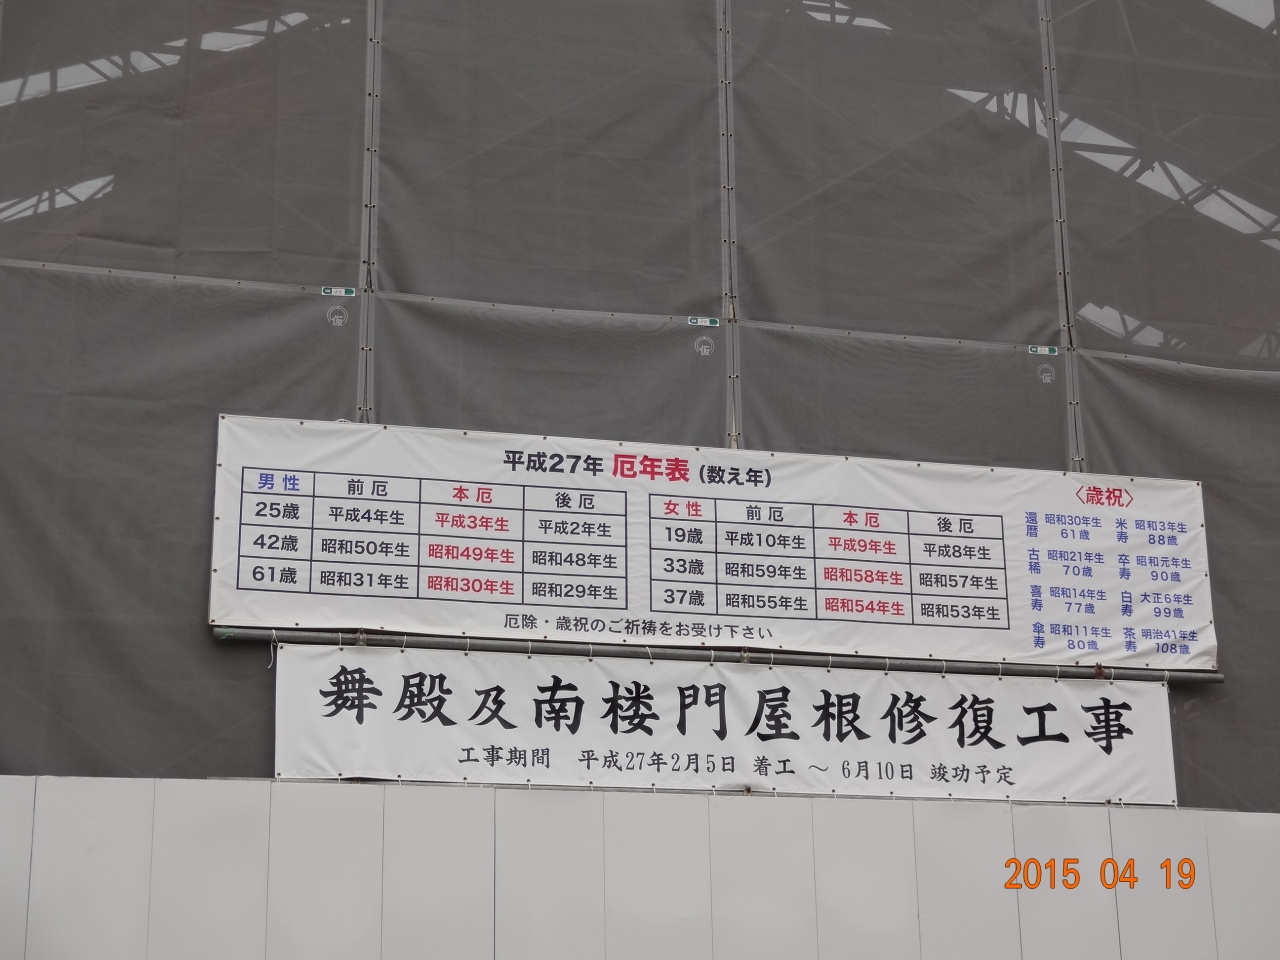 仮
仮
仮
平成27年 厄年表 (数え年)
男性 前厄 本厄 後厄
25歳 平成4年生 平成3年生 平成2年生
42歳 昭和50年生 昭和49年生 昭和48年生
61歳 昭和31年生 昭和30年生 昭和29年生
女性 前厄 本厄 後厄
19歳 平成10年生 平成9年生 平成8年生
33歳 昭和59年生 昭和58年生 昭和57年生
37歳 昭和55年生 昭和54年生 昭和53年生
〈歳祝〉
還暦 昭和30年生 61歳
米寿 昭和3年生 88歳
古稀 昭和21年生 70歳
卒寿 昭和元年生 90歳
喜寿 昭和14年生 77歳
白寿 大正6年生 99歳
傘寿 昭和11年生 80歳
茶寿 明治41年生 108歳
厄除・歳祝のご祈祷をお受け下さい
舞殿及南楼門屋根修復工事
工事期間 平成27年2月5日 着工 〜 6月10日 竣功予定
2015 04 19